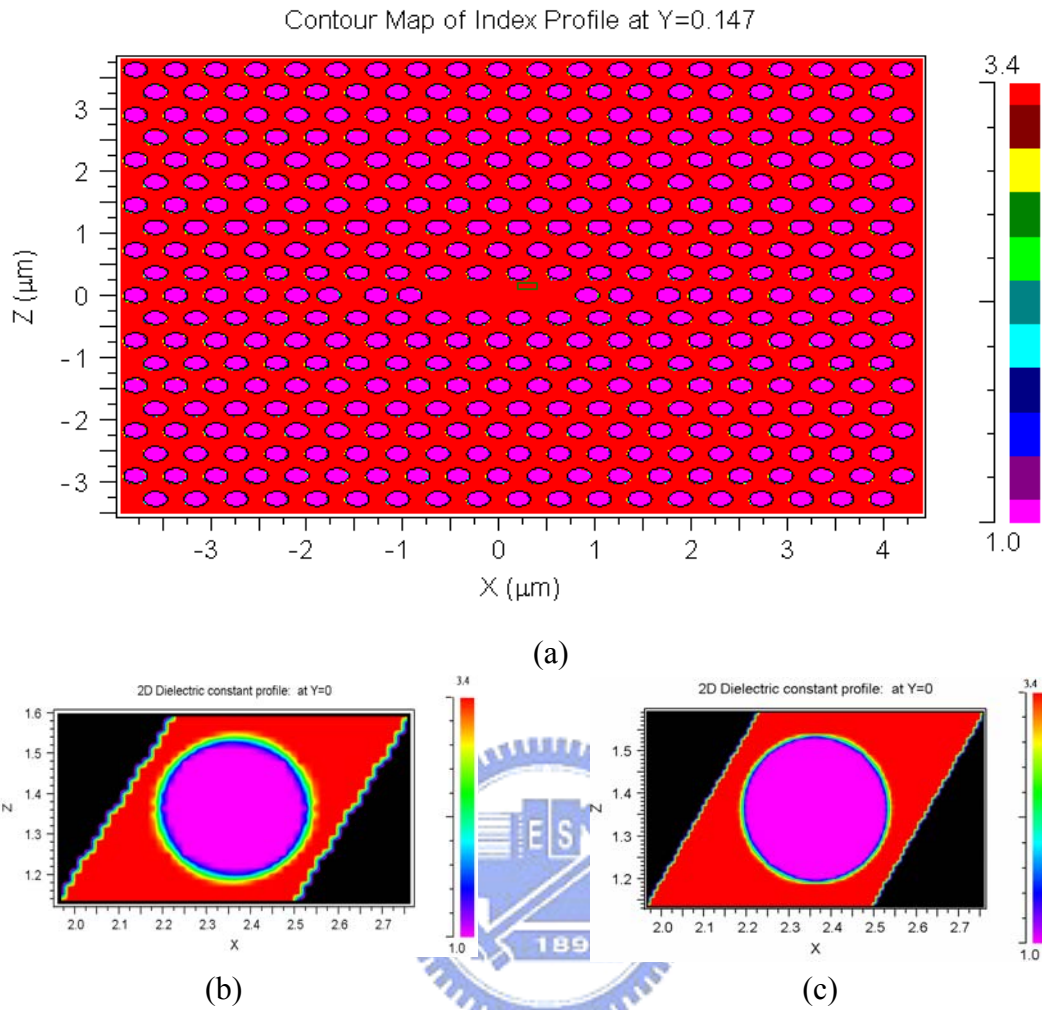 Contour Map of Index Profile at Y=0.147
3.4
3
2
1
0
-1
-2
-3
Z (μm)
-3 -2 -1 0 1 2 3 4
X (μm)
1.0
(a)
2D Dielectric constant profile: at Y=0
3.4
1.6
1.5
1.4
1.3
1.2
Z
2.0 2.1 2.2 2.3 2.4 2.5 2.6 2.7
X
1.0
(b)
2D Dielectric constant profile: at Y=0
3.4
1.5
1.4
1.3
1.2
Z
2.0 2.1 2.2 2.3 2.4 2.5 2.6 2.7
X
1.0
(c)
E S
189